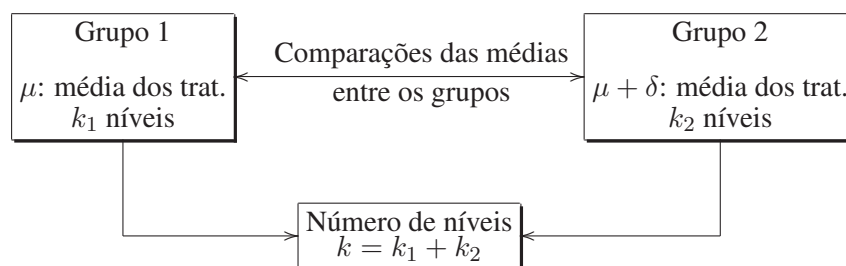 Grupo 1
μ: média dos trat.
k₁ níveis
Comparações das médias
entre os grupos
Grupo 2
μ + δ: média dos trat.
k₂ níveis
Número de níveis
k = k₁ + k₂